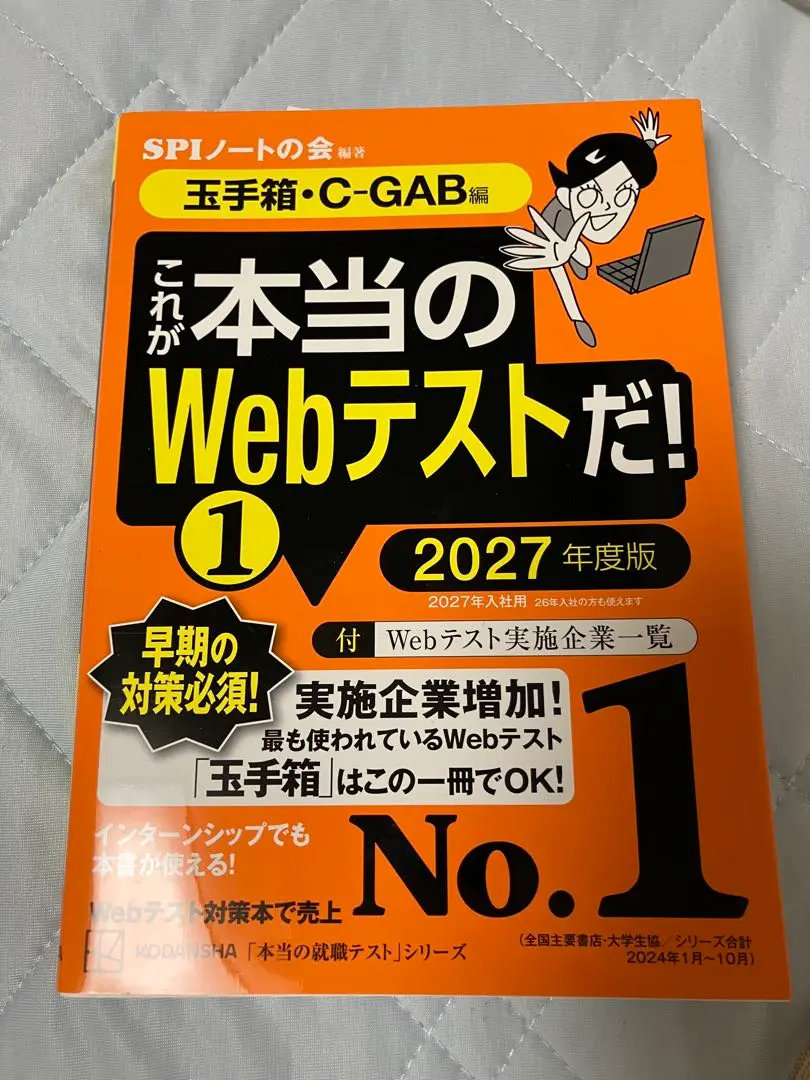 SPIノートの会 編著
玉手箱・C-GAB編
これが
本当の
Webテストだ!
1
2027年度版
2027年入社用 26年入社の方も使えます
付 Webテスト実施企業一覧
早期の
対策必須!
実施企業増加!
最も使われているWebテスト
「玉手箱」はこの一冊でOK!
インターンシップでも
本書が使える!
Webテスト対策本で売上
No.1
KODANSHA 「本当の就職テスト」シリーズ
(全国主要書店・大学生協/シリーズ合計
2024年1月〜10月)